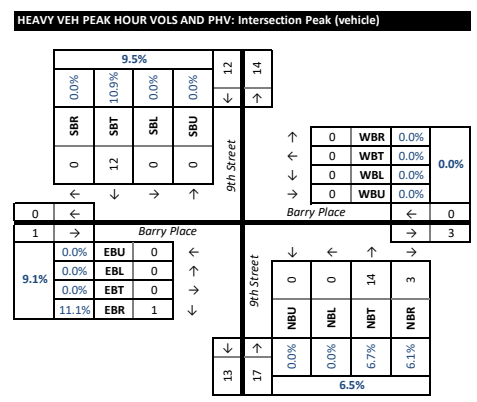 HEAVY VEH PEAK HOUR VOLS AND PHV: Intersection Peak (vehicle)
9.5%
12 14
0.0% 10.9% 0.0% 0.0%
↓ ↑
SBR SBT SBL SBU
0 12 0 0
9th Street
↑ 0 WBR 0.0%
← 0 WBT 0.0%
0.0%
↓ 0 WBL 0.0%
→ 0 WBU 0.0%
← ↓ → ↑
0 ←
Barry Place
← 0
1 →
Barry Place
→ 3
9.1%
0.0% EBU 0 ←
0.0% EBL 0 ↑
0.0% EBT 0 →
11.1% EBR 1 ↓
9th Street
↓ ← ↑ →
0 0 14 3
NBU NBL NBT NBR
↓ ↑
0.0% 0.0% 6.7% 6.1%
13 17
6.5%